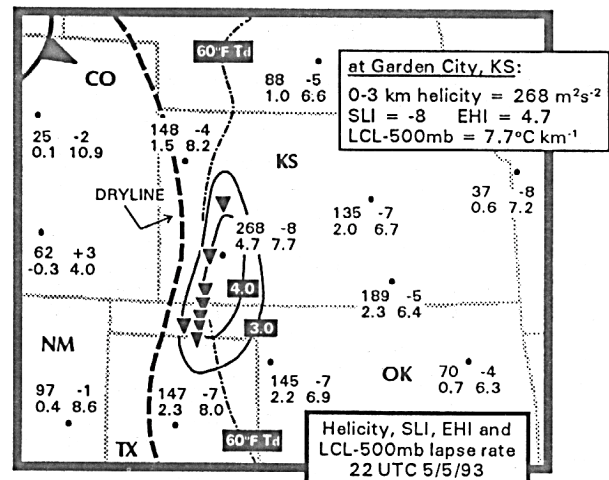 60°F Td
CO
88 -5
1.0 6.6
at Garden City, KS:
0-3 km helicity = 268 m²s⁻²
SLI = -8 EHI = 4.7
LCL-500mb = 7.7°C km⁻¹
25 -2
0.1 10.9
148 -4
1.5 8.2
KS
DRYLINE
37 -8
0.6 7.2
135 -7
2.0 6.7
268 -8
4.7 7.7
62 +3
-0.3 4.0
4.0
189 -5
2.3 6.4
3.0
NM
97 -1
0.4 8.6
147 -7
2.3 8.0
145 -7
2.2 6.9
OK
70 -4
0.7 6.3
TX
60°F Td
Helicity, SLI, EHI and
LCL-500mb lapse rate
22 UTC 5/5/93